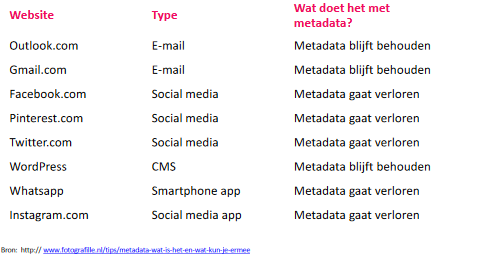 Website Type Wat doet het met metadata?
Outlook.com E-mail Metadata blijft behouden
Gmail.com E-mail Metadata blijft behouden
Facebook.com Social media Metadata gaat verloren
Pinterest.com Social media Metadata gaat verloren
Twitter.com Social media Metadata gaat verloren
WordPress CMS Metadata blijft behouden
Whatsapp Smartphone app Metadata gaat verloren
Instagram.com Social media app Metadata gaat verloren
Bron: http:// www.fotografille.nl/tips/metadata-wat-is-het-en-wat-kun-je-ermee